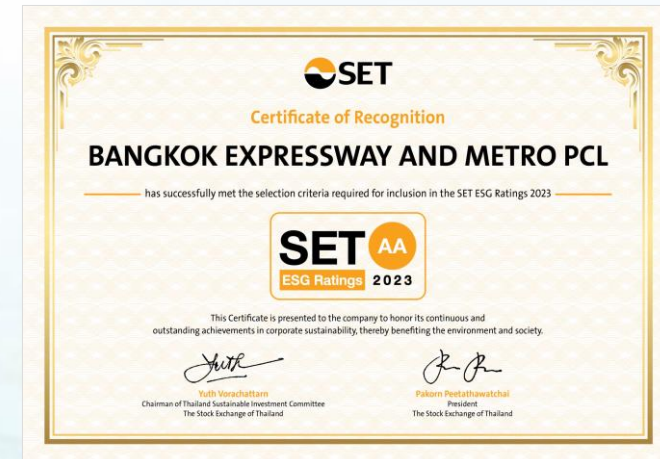 SET
Certificate of Recognition
BANGKOK EXPRESSWAY AND METRO PCL
has successfully met the selection criteria required for inclusion in the SET ESG Ratings 2023
SET AA
ESG Ratings 2023
This Certificate is presented to the company to honor its continuous and
outstanding achievements in corporate sustainability, thereby benefiting the environment and society.
Yuth Vorachattarn
Chairman of Thailand Sustainable Investment Committee
The Stock Exchange of Thailand
Pakorn Peetathawatchai
President
The Stock Exchange of Thailand